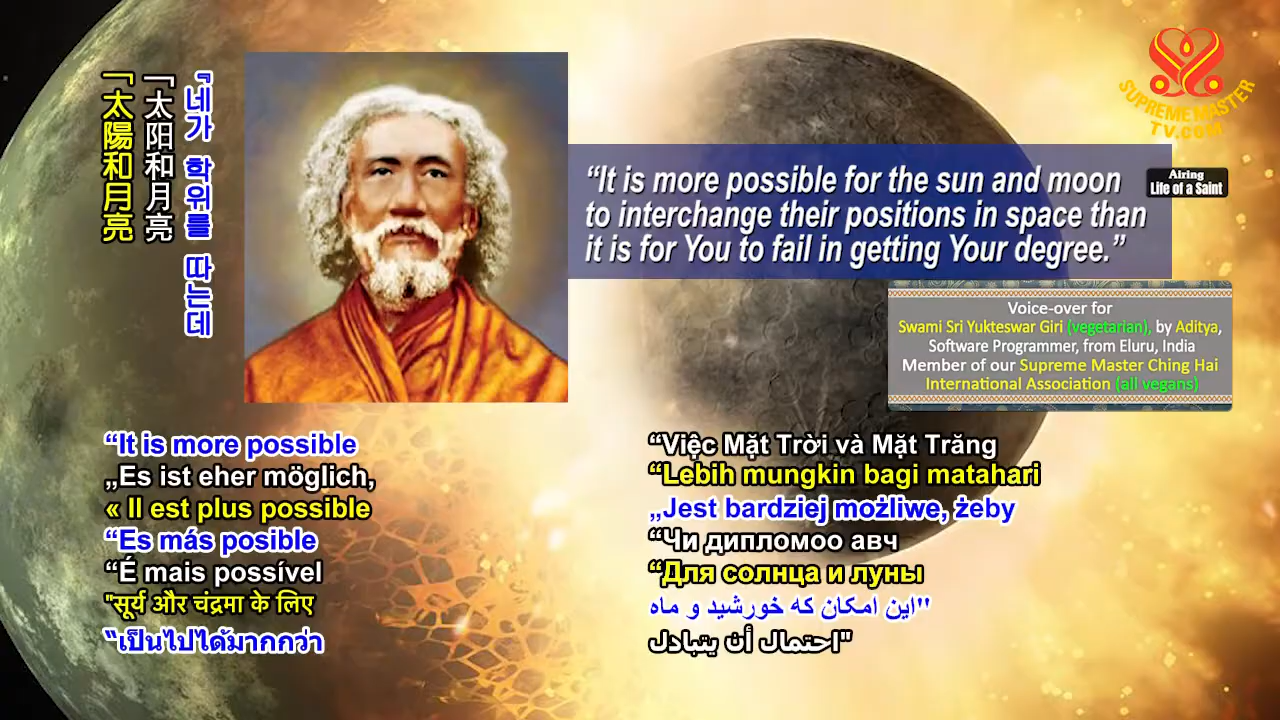 『네가 학위를 따는데
「太阳和月亮
「太陽和月亮
SUPREME MASTER
TV.COM
“It is more possible for the sun and moon
to interchange their positions in space than
it is for You to fail in getting Your degree.”
Airing
Life of a Saint
Voice-over for
Swami Sri Yukteswar Giri (vegetarian), by Aditya,
Software Programmer, from Eluru, India
Member of our Supreme Master Ching Hai
International Association (all vegans)
“It is more possible
„Es ist eher möglich,
« Il est plus possible
“Es más posible
“É mais possível
"सूर्य और चंद्रमा के लिए
“เป็นไปได้มากกว่า
“Việc Mặt Trời và Mặt Trăng
“Lebih mungkin bagi matahari
„Jest bardziej możliwe, żeby
“Чи дипломоо авч
“Для солнца и луны
"این امکان که خورشید و ماه
"احتمال أن يتبادل